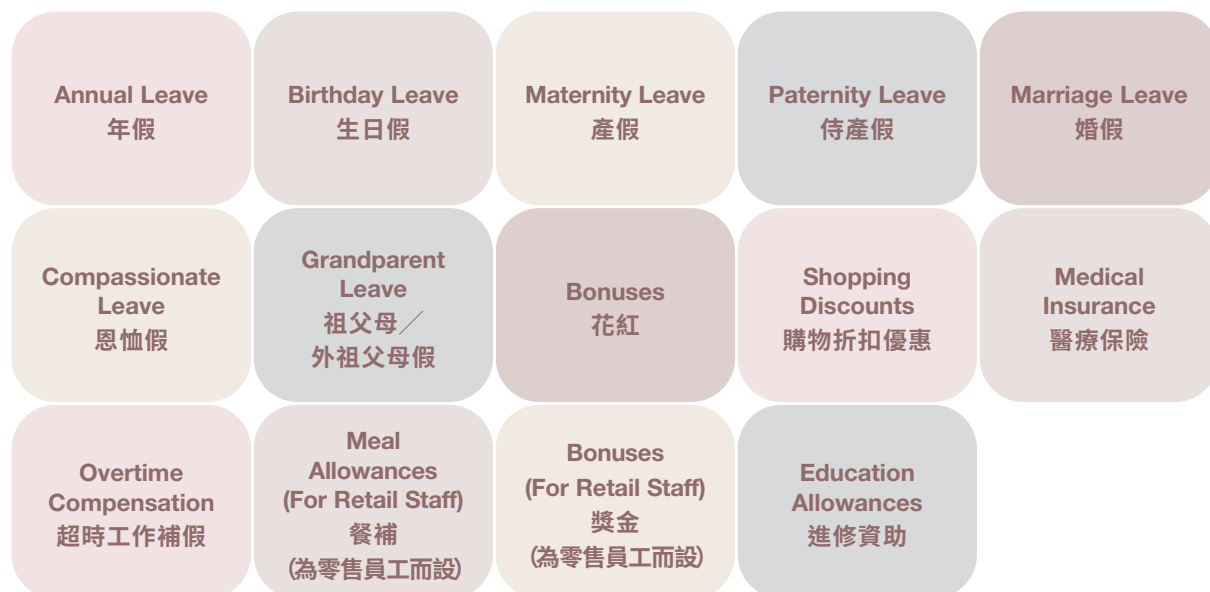 Annual Leave
年假
Birthday Leave
生日假
Maternity Leave
產假
Paternity Leave
侍產假
Marriage Leave
婚假
Compassionate
Leave
恩恤假
Grandparent
Leave
祖父母╱
外祖父母假
Bonuses
花紅
Shopping
Discounts
購物折扣優惠
Medical
Insurance
醫療保險
Overtime
Compensation
超時工作補假
Meal
Allowances
(For Retail Staff)
餐補
(為零售員工而設)
Bonuses
(For Retail Staff)
獎金
(為零售員工而設)
Education
Allowances
進修資助